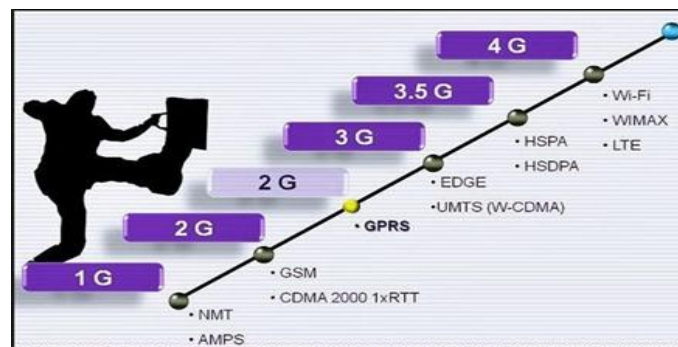 4 G
3.5 G
3 G
2 G
2 G
1 G
• Wi-Fi
• WIMAX
• LTE
• HSPA
• HSDPA
• EDGE
•UMTS (W-CDMA)
• GPRS
• GSM
• CDMA 2000 1xRTT
• NMT
• AMPS